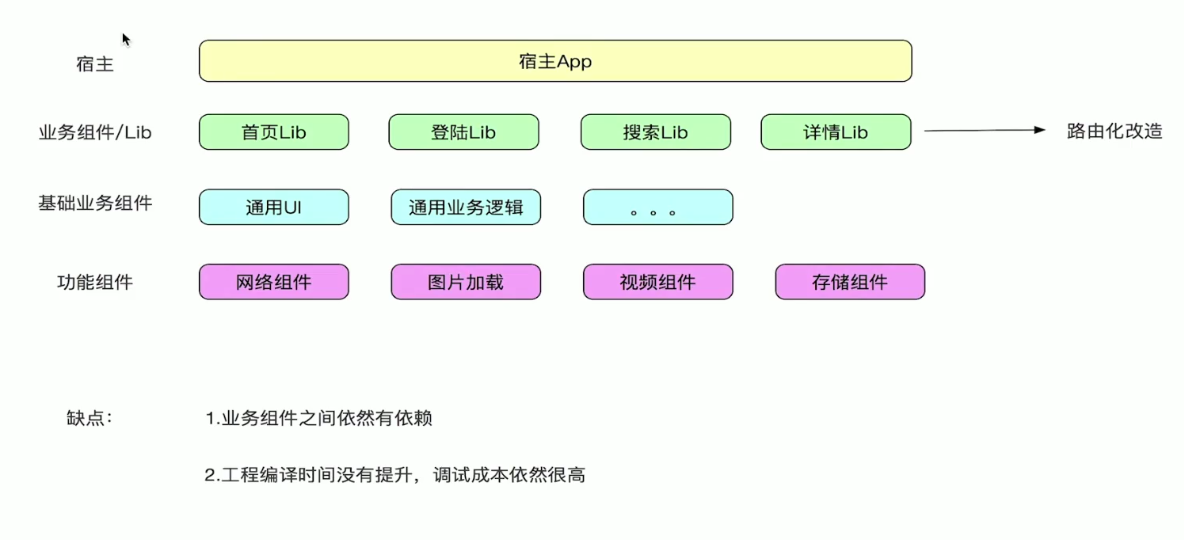 宿主 宿主App
业务组件/Lib 首页Lib 登陆Lib 搜索Lib 详情Lib 路由化改造
基础业务组件 通用UI 通用业务逻辑 。。。
功能组件 网络组件 图片加载 视频组件 存储组件
缺点： 1.业务组件之间依然有依赖
2.工程编译时间没有提升，调试成本依然很高